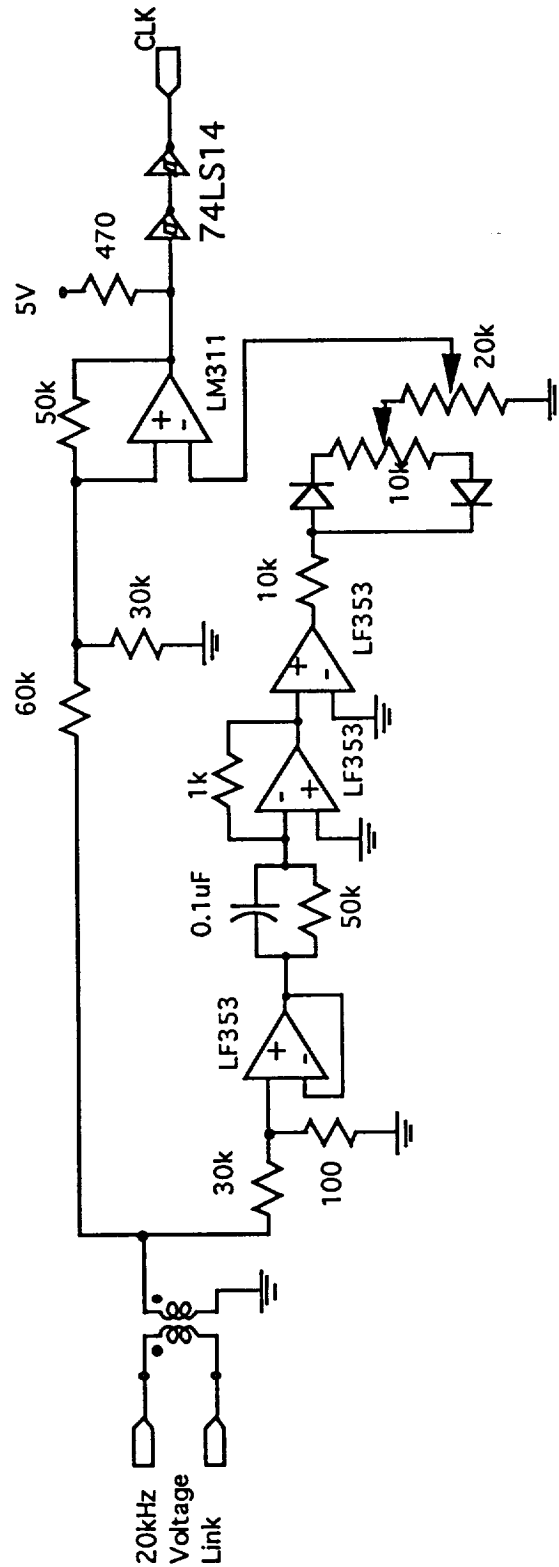 20kHz
Voltage
Link
60k
30k
50k
5V
470
CLK
74LS14
LM311
+
-
30k
100
LF353
+
-
0.1uF
50k
1k
-
+
LF353
+
-
LF353
10k
10k
20k